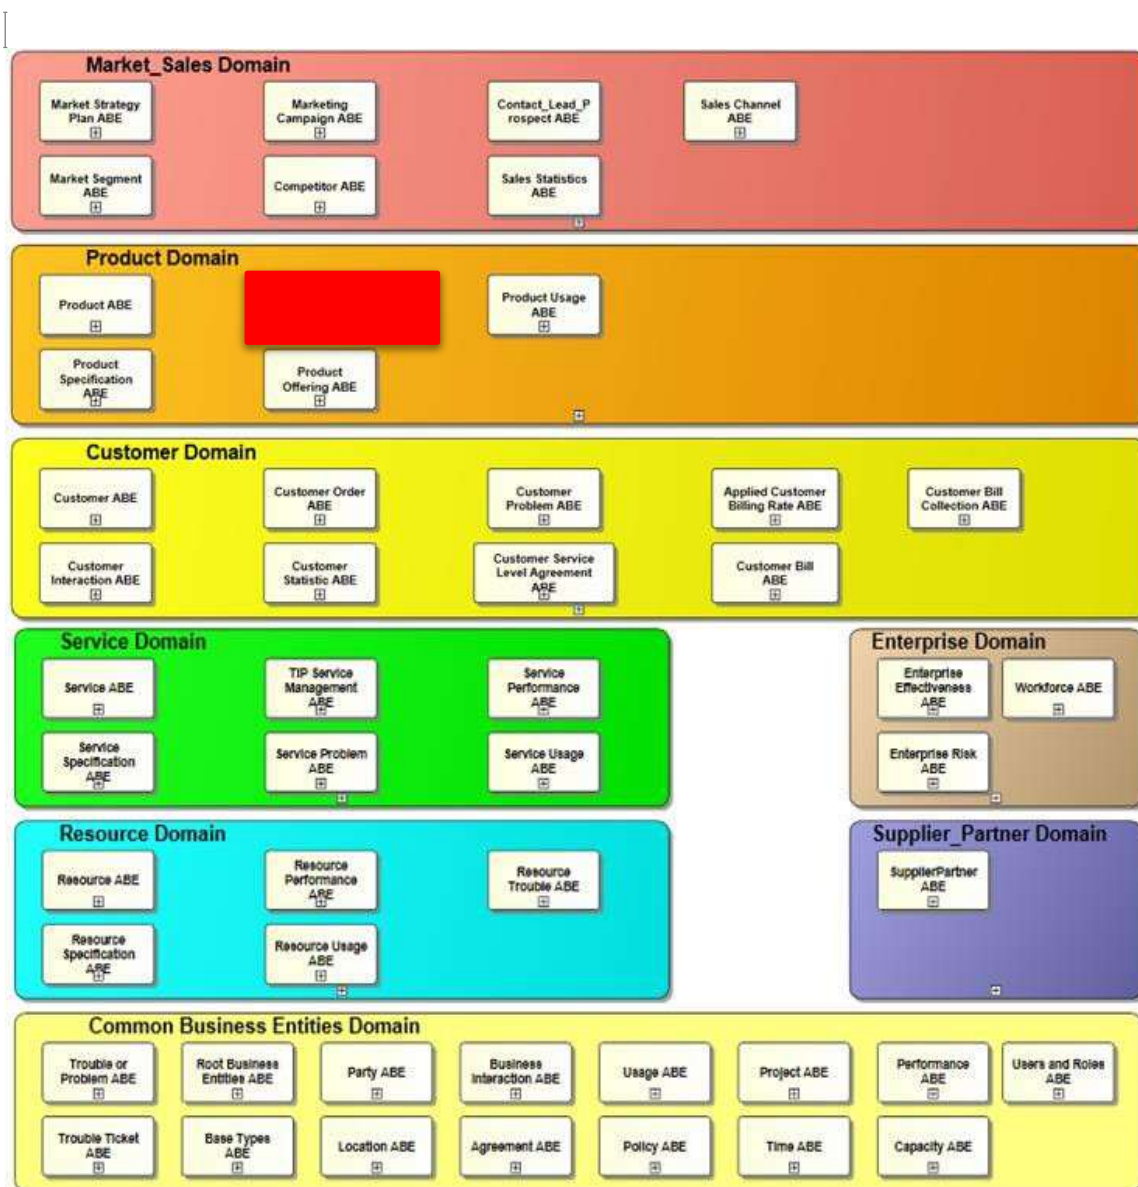 Market_Sales Domain
Market Strategy
Plan ABE
Marketing
Campaign ABE
Contact_Lead_P
rospect ABE
Sales Channel
ABE
Market Segment
ABE
Competitor ABE
Sales Statistics
ABE
Product Domain
Product ABE
Product Usage
ABE
Product
Specification
ABE
Product
Offering ABE
Customer Domain
Customer ABE
Customer Order
ABE
Customer
Problem ABE
Applied Customer
Billing Rate ABE
Customer Bill
Collection ABE
Customer
Interaction ABE
Customer
Statistic ABE
Customer Service
Level Agreement
ABE
Customer Bill
ABE
Service Domain
Service ABE
TIP Service
Management
ABE
Service
Performance
ABE
Service
Specification
ABE
Service Problem
ABE
Service Usage
ABE
Enterprise Domain
Enterprise
Effectiveness
ABE
Workforce ABE
Enterprise Risk
ABE
Resource Domain
Resource ABE
Resource
Performance
ABE
Resource
Trouble ABE
Resource
Specification
ABE
Resource Usage
ABE
Supplier_Partner Domain
SupplierPartner
ABE
Common Business Entities Domain
Trouble or
Problem ABE
Root Business
Entities ABE
Party ABE
Business
Interaction ABE
Usage ABE
Project ABE
Performance
ABE
Users and Roles
ABE
Trouble Ticket
ABE
Base Types
ABE
Location ABE
Agreement ABE
Policy ABE
Time ABE
Capacity ABE